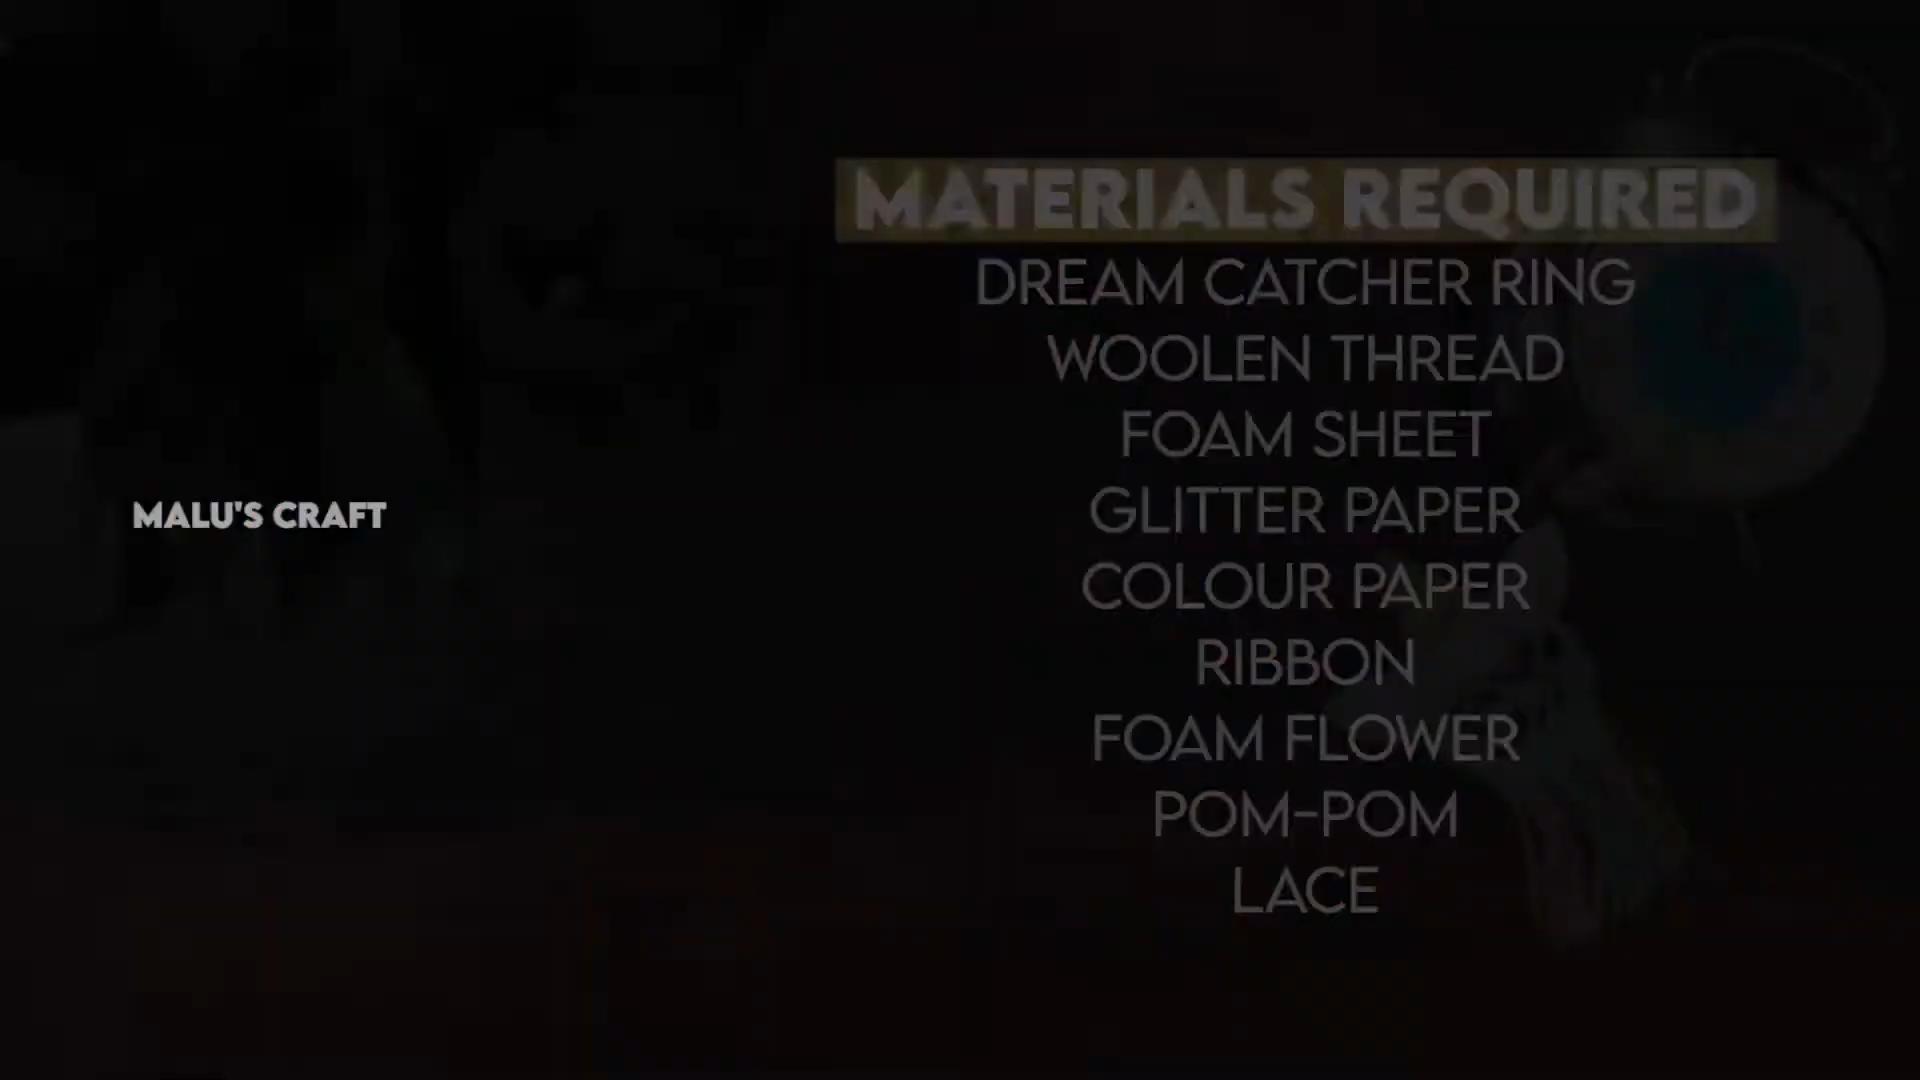 MALU'S CRAFT
MATERIALS REQUIRED
DREAM CATCHER RING
WOOLEN THREAD
FOAM SHEET
GLITTER PAPER
COLOUR PAPER
RIBBON
FOAM FLOWER
POM-POM
LACE